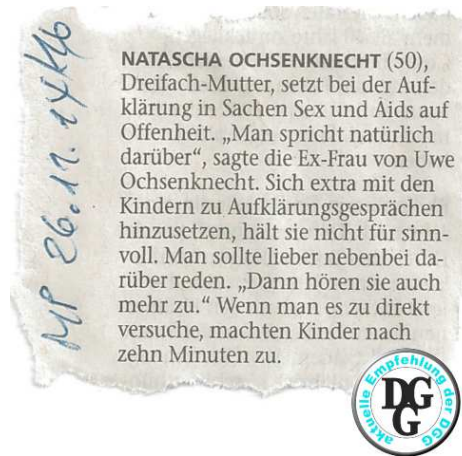 NATASCHA OCHSENKNECHT (50),
Dreifach-Mutter, setzt bei der Auf-
klärung in Sachen Sex und Aids auf
Offenheit. „Man spricht natürlich
darüber“, sagte die Ex-Frau von Uwe
Ochsenknecht. Sich extra mit den
Kindern zu Aufklärungsgesprächen
hinzusetzen, hält sie nicht für sinn-
voll. Man sollte lieber nebenbei da-
rüber reden. „Dann hören sie auch
mehr zu.“ Wenn man es zu direkt
versuche, machten Kinder nach
zehn Minuten zu.
MP 26.11.14
aktuelle Empfehlung der DGG
DGG